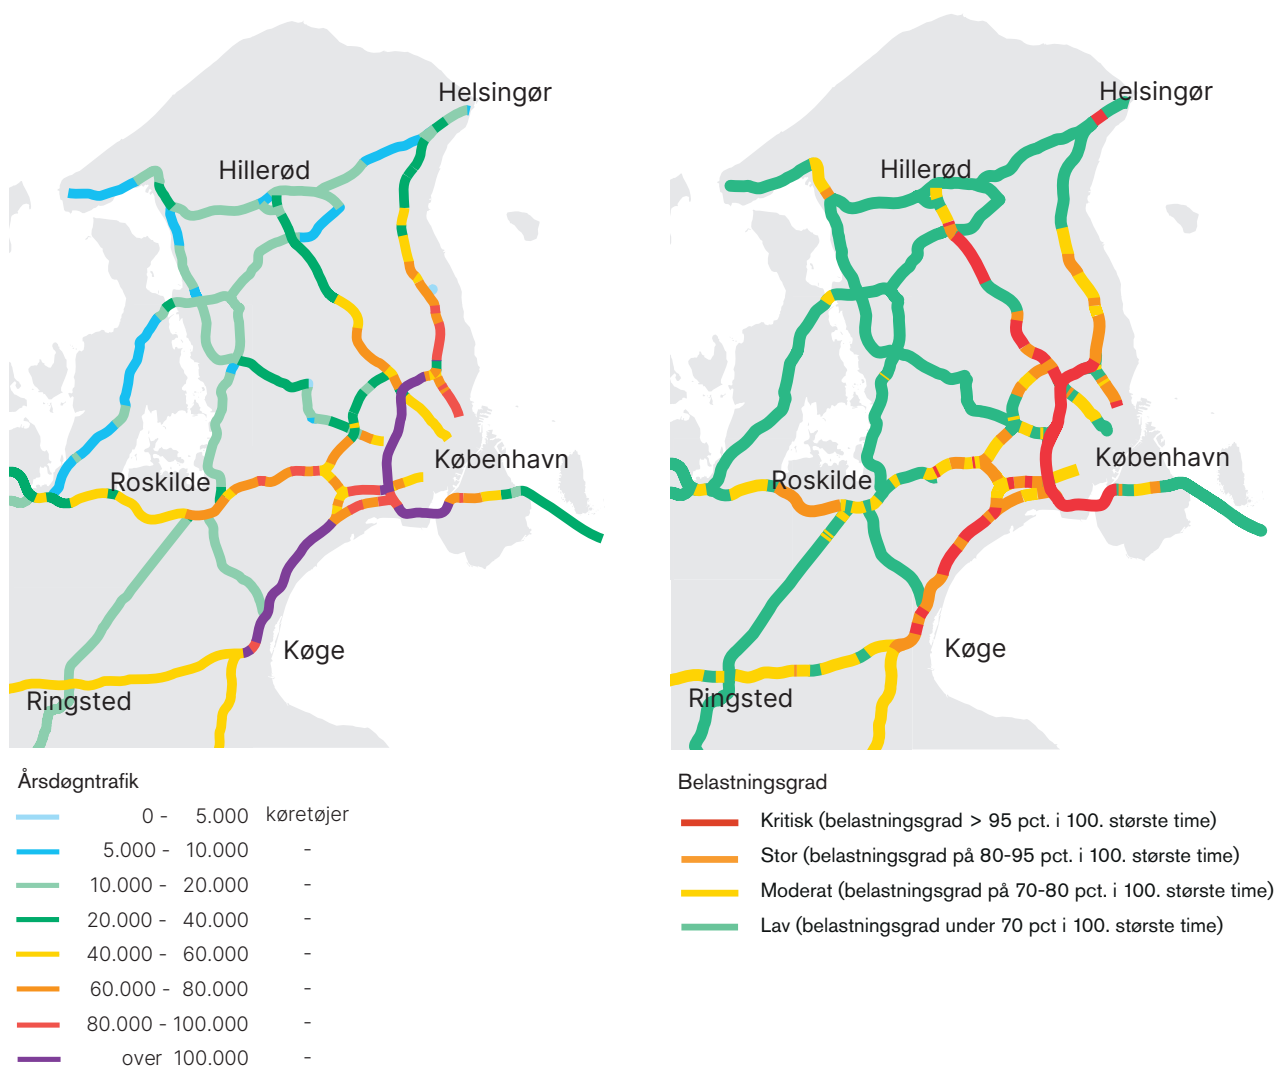 Helsingør
Hillerød
København
Roskilde
Køge
Ringsted
Årsdøgntrafik
0 - 5.000 køretøjer
5.000 - 10.000 -
10.000 - 20.000 -
20.000 - 40.000 -
40.000 - 60.000 -
60.000 - 80.000 -
80.000 - 100.000 -
over 100.000 -
Helsingør
Hillerød
København
Roskilde
Køge
Ringsted
Belastningsgrad
Kritisk (belastningsgrad > 95 pct. i 100. største time)
Stor (belastningsgrad på 80-95 pct. i 100. største time)
Moderat (belastningsgrad på 70-80 pct. i 100. største time)
Lav (belastningsgrad under 70 pct i 100. største time)